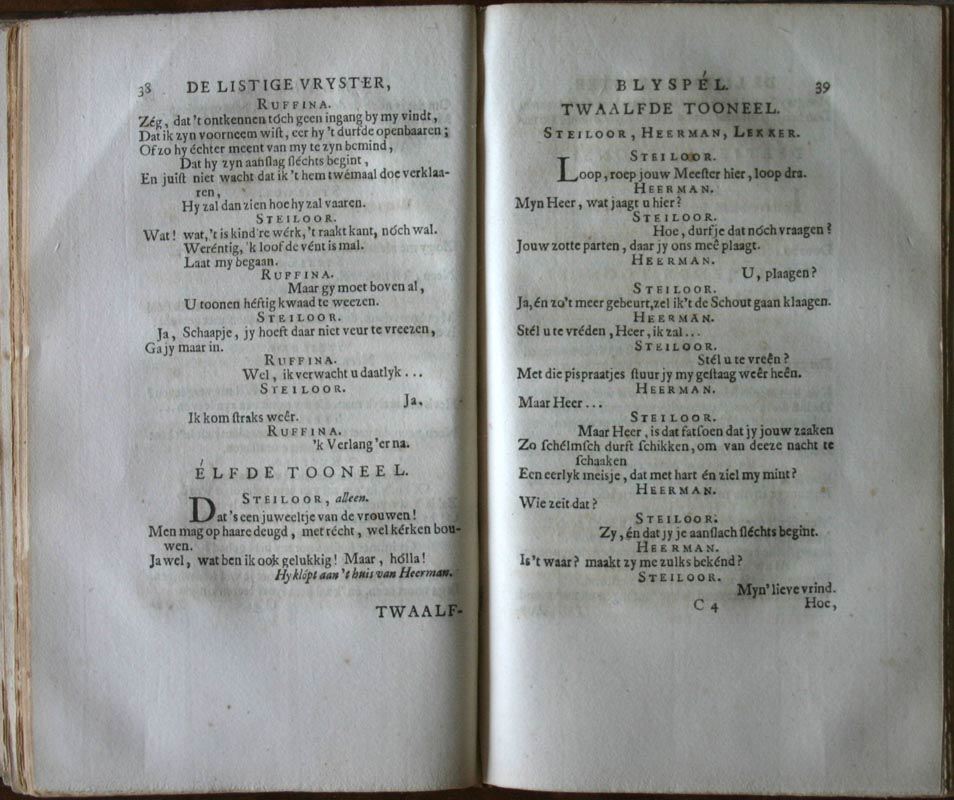 38 DE LISTIGE VRYSTER,
RUFFINA.
Zég, dat 't ontkennen tóch geen ingang by my vindt,
Dat ik zyn voorneem wiſt, eer hy 't durfde openbaaren;
Of zo hy échter meent van my te zyn bemind,
Dat hy zyn aanſlag ſléchts begint,
En juiſt niet wacht dat ik 't hem twémaal doe verklaa-
ren,
Hy zal dan zien hoe hy zal vaaren.
STEILOOR.
Wat! wat,'t is kind're wérk,'t raakt kant, nóch wal.
Weréntig, 'k loof de vént is mal.
Laat my begaan.
RUFFINA.
Maar gy moet boven al,
U toonen héftig kwaad te weezen.
STEILOOR.
Ja, Schaapje, jy hoeft daar niet veur te vreezen,
Ga jy maar in.
RUFFINA.
Wel, ik verwacht u daatlyk...
STEILOOR.
Ja,
Ik kom ſtraks weêr.
RUFFINA.
'k Verlang 'er na.
ÉLFDE TOONEEL.
STEILOOR, alleen.
Dat's een juweeltje van de vrouwen!
Men mag op haare deugd, met récht, wel kérken bou-
wen.
Ja wel, wat ben ik ook gelukkig! Maar, hólla!
Hy klópt aan 't huis van Heerman.
TWAALF-
BLYSPÉL. 39
TWAALFDE TOONEEL.
STEILOOR, HEERMAN, LEKKER.
STEILOOR.
Loop, roep jouw Meeſter hier, loop dra.
HEERMAN.
Myn Heer, wat jaagt u hier?
STEILOOR.
Hoe, durf je dat nóch vraagen?
Jouw zotte parten, daar jy ons meê plaagt.
HEERMAN.
U, plaagen?
STEILOOR.
Ja, én zo't meer gebeurt, zel ik 't de Schout gaan klaagen.
HEERMAN.
Stél u te vréden, Heer, ik zal...
STEILOOR.
Stél u te vreên?
Met die pispraatjes ſtuur jy my geſtaag weêr heên.
HEERMAN.
Maar Heer...
STEILOOR.
Maar Heer, is dat fatſoen dat jy jouw zaaken
Zo ſchélmſch durft ſchikken, om van deeze nacht te
ſchaaken
Een eerlyk meisje, dat met hart én ziel my mint?
HEERMAN.
Wie zeit dat?
STEILOOR.
Zy, én dat jy je aanſlach ſléchts begint.
HEERMAN.
Is 't waar? maakt zy me zulks bekénd?
STEILOOR.
Myn' lieve vrind.
C 4 Hoe,